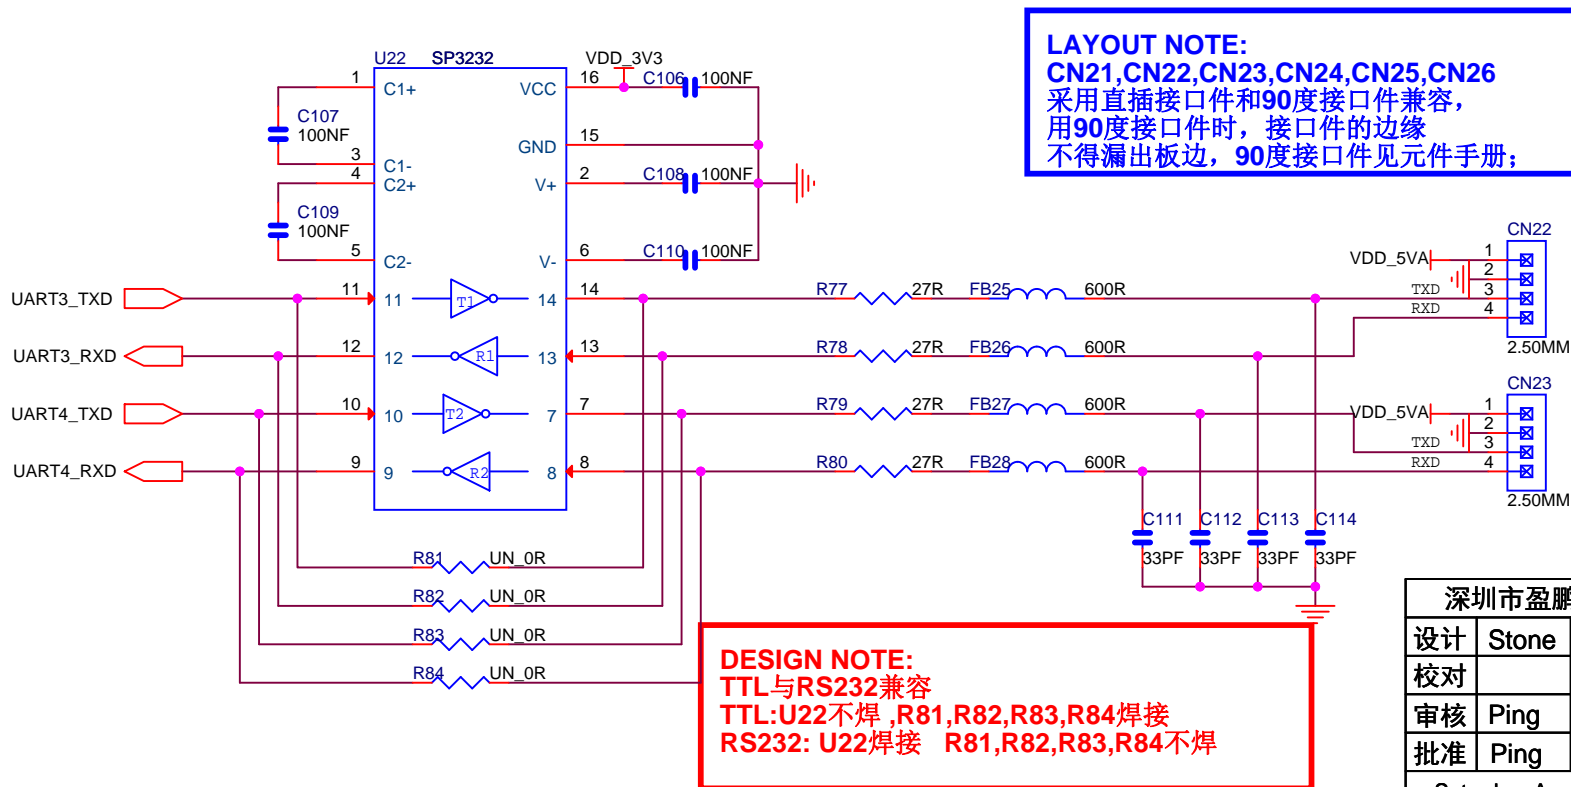 LAYOUT NOTE:
CN21,CN22,CN23,CN24,CN25,CN26
采用直插接口件和90度接口件兼容，
用90度接口件时，接口件的边缘
不得漏出板边，90度接口件见元件手册；
U22 SP3232
VDD_3V3
1 C1+
VCC 16
C106 100NF
C107
100NF
3 C1-
GND 15
4 C2+
V+ 2
C108 100NF
C109
100NF
5 C2-
V- 6
C110 100NF
UART3_TXD
11 11 T1 14 14
R77 27R FB25 600R
UART3_RXD
12 12 R1 13 13
R78 27R FB26 600R
UART4_TXD
10 10 T2 7 7
R79 27R FB27 600R
UART4_RXD
9 9 R2 8 8
R80 27R FB28 600R
CN22
VDD_5VA 1
2
TXD 3
RXD 4
2.50MM
CN23
VDD_5VA 1
2
TXD 3
RXD 4
2.50MM
C111 C112 C113 C114
33PF 33PF 33PF 33PF
R81 UN_0R
R82 UN_0R
R83 UN_0R
R84 UN_0R
DESIGN NOTE:
TTL与RS232兼容
TTL:U22不焊 ,R81,R82,R83,R84焊接
RS232: U22焊接 R81,R82,R83,R84不焊
深圳市盈鹏
设计 Stone
校对
审核 Ping
批准 Ping